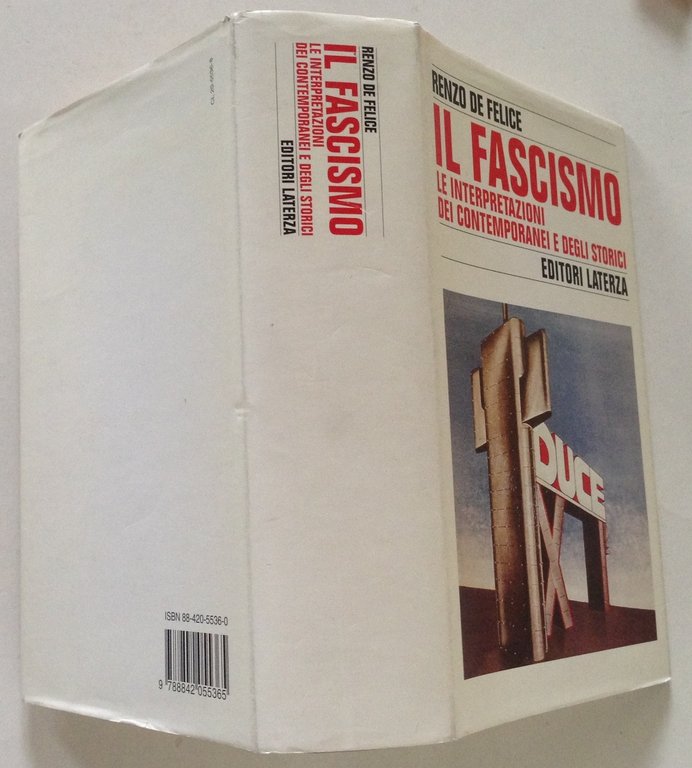 RENZO DE FELICE
IL FASCISMO
LE INTERPRETAZIONI
DEI CONTEMPORANEI E DEGLI STORICI
EDITORI LATERZA
DUCE
RENZO DE FELICE
IL FASCISMO
LE INTERPRETAZIONI
DEI CONTEMPORANEI E DEGLI STORICI
EDITORI LATERZA
ISBN 88-420-5536-0
9 788842 055365